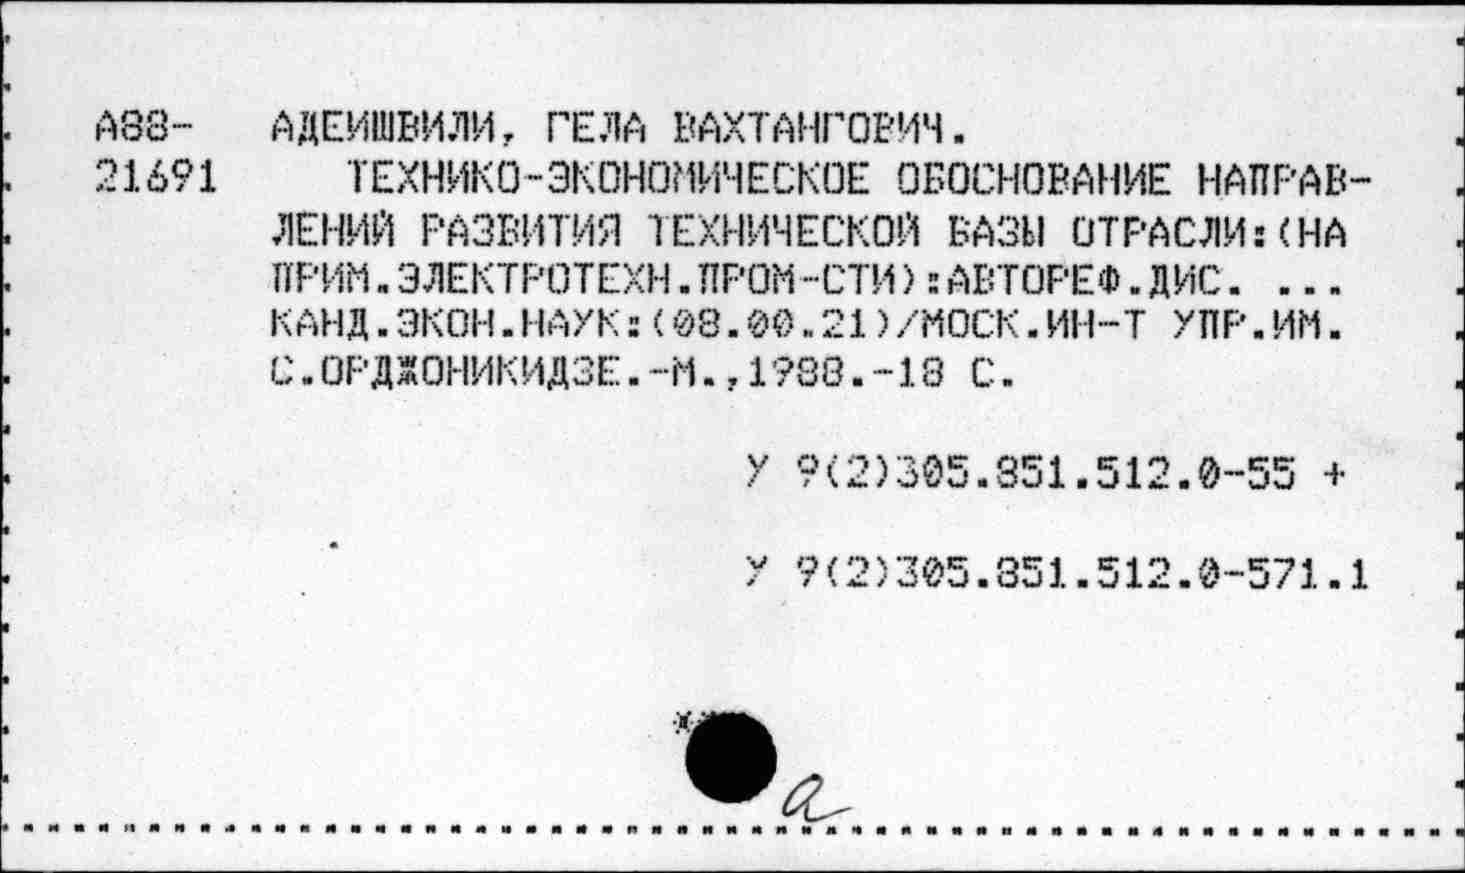 А88-    АДЕИШВИЛИ, ГЕЛА ВАХТАНГОВИЧ.
21691    ТЕХНИКО-ЭКОНОМИЧЕСКОЕ ОБОСНОВАНИЕ НАПРАВ-
ЛЕНИЙ РАЗВИТИЯ ТЕХНИЧЕСКОЙ БАЗЫ ОТРАСЛИ:(НА
ПРИМ.ЭЛЕКТРОТЕХН.ПРОМ-СТИ):АВТОРЕФ.ДИС. ...
КАНД.ЭКОН.НАУК:(08.00.21)/МОСК.ИН-Т УПР.ИМ.
С.ОРДЖОНИКИДЗЕ.-М.,1988.-18 С.
У 9(2)305.851.512.0-55 +
У 9(2)305.851.512.0-571.1
а